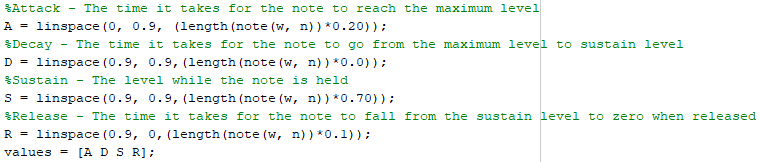 %Attack - The time it takes for the note to reach the maximum level
A = linspace(0, 0.9, (length(note(w, n))*0.20));
%Decay - The time it takes for the note to go from the maximum level to sustain level
D = linspace(0.9, 0.9,(length(note(w, n))*0.0));
%Sustain - The level while the note is held
S = linspace(0.9, 0.9,(length(note(w, n))*0.70));
%Release - The time it takes for the note to fall from the sustain level to zero when released
R = linspace(0.9, 0,(length(note(w, n))*0.1));
values = [A D S R];